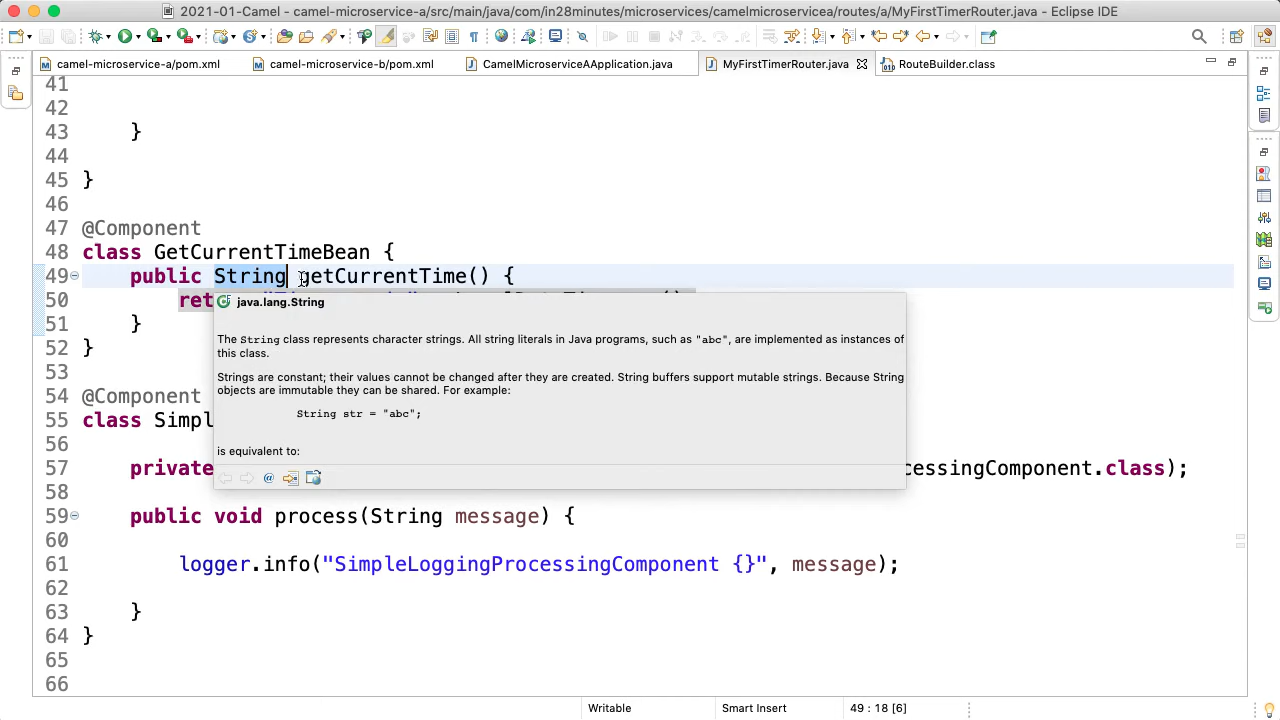 2021-01-Camel - camel-microservice-a/src/main/java/com/in28minutes/microservices/camelmicroservicea/routes/a/MyFirstTimerRouter.java - Eclipse IDE
camel-microservice-a/pom.xml
camel-microservice-b/pom.xml
CamelMicroserviceAApplication.java
MyFirstTimerRouter.java
RouteBuilder.class
41
42
43 }
44
45 }
46
47 @Component
48 class GetCurrentTimeBean {
49 public String getCurrentTime() {
50 ret
51 }
52 }
53
54 @Component
55 class Simpl
56
57 private cessingComponent.class);
58
59 public void process(String message) {
60
61 logger.info("SimpleLoggingProcessingComponent {}", message);
62
63 }
64 }
65
66
java.lang.String
The String class represents character strings. All string literals in Java programs, such as "abc", are implemented as instances of
this class.
Strings are constant; their values cannot be changed after they are created. String buffers support mutable strings. Because String
objects are immutable they can be shared. For example:
String str = "abc";
is equivalent to:
Writable
Smart Insert
49 : 18 [6]